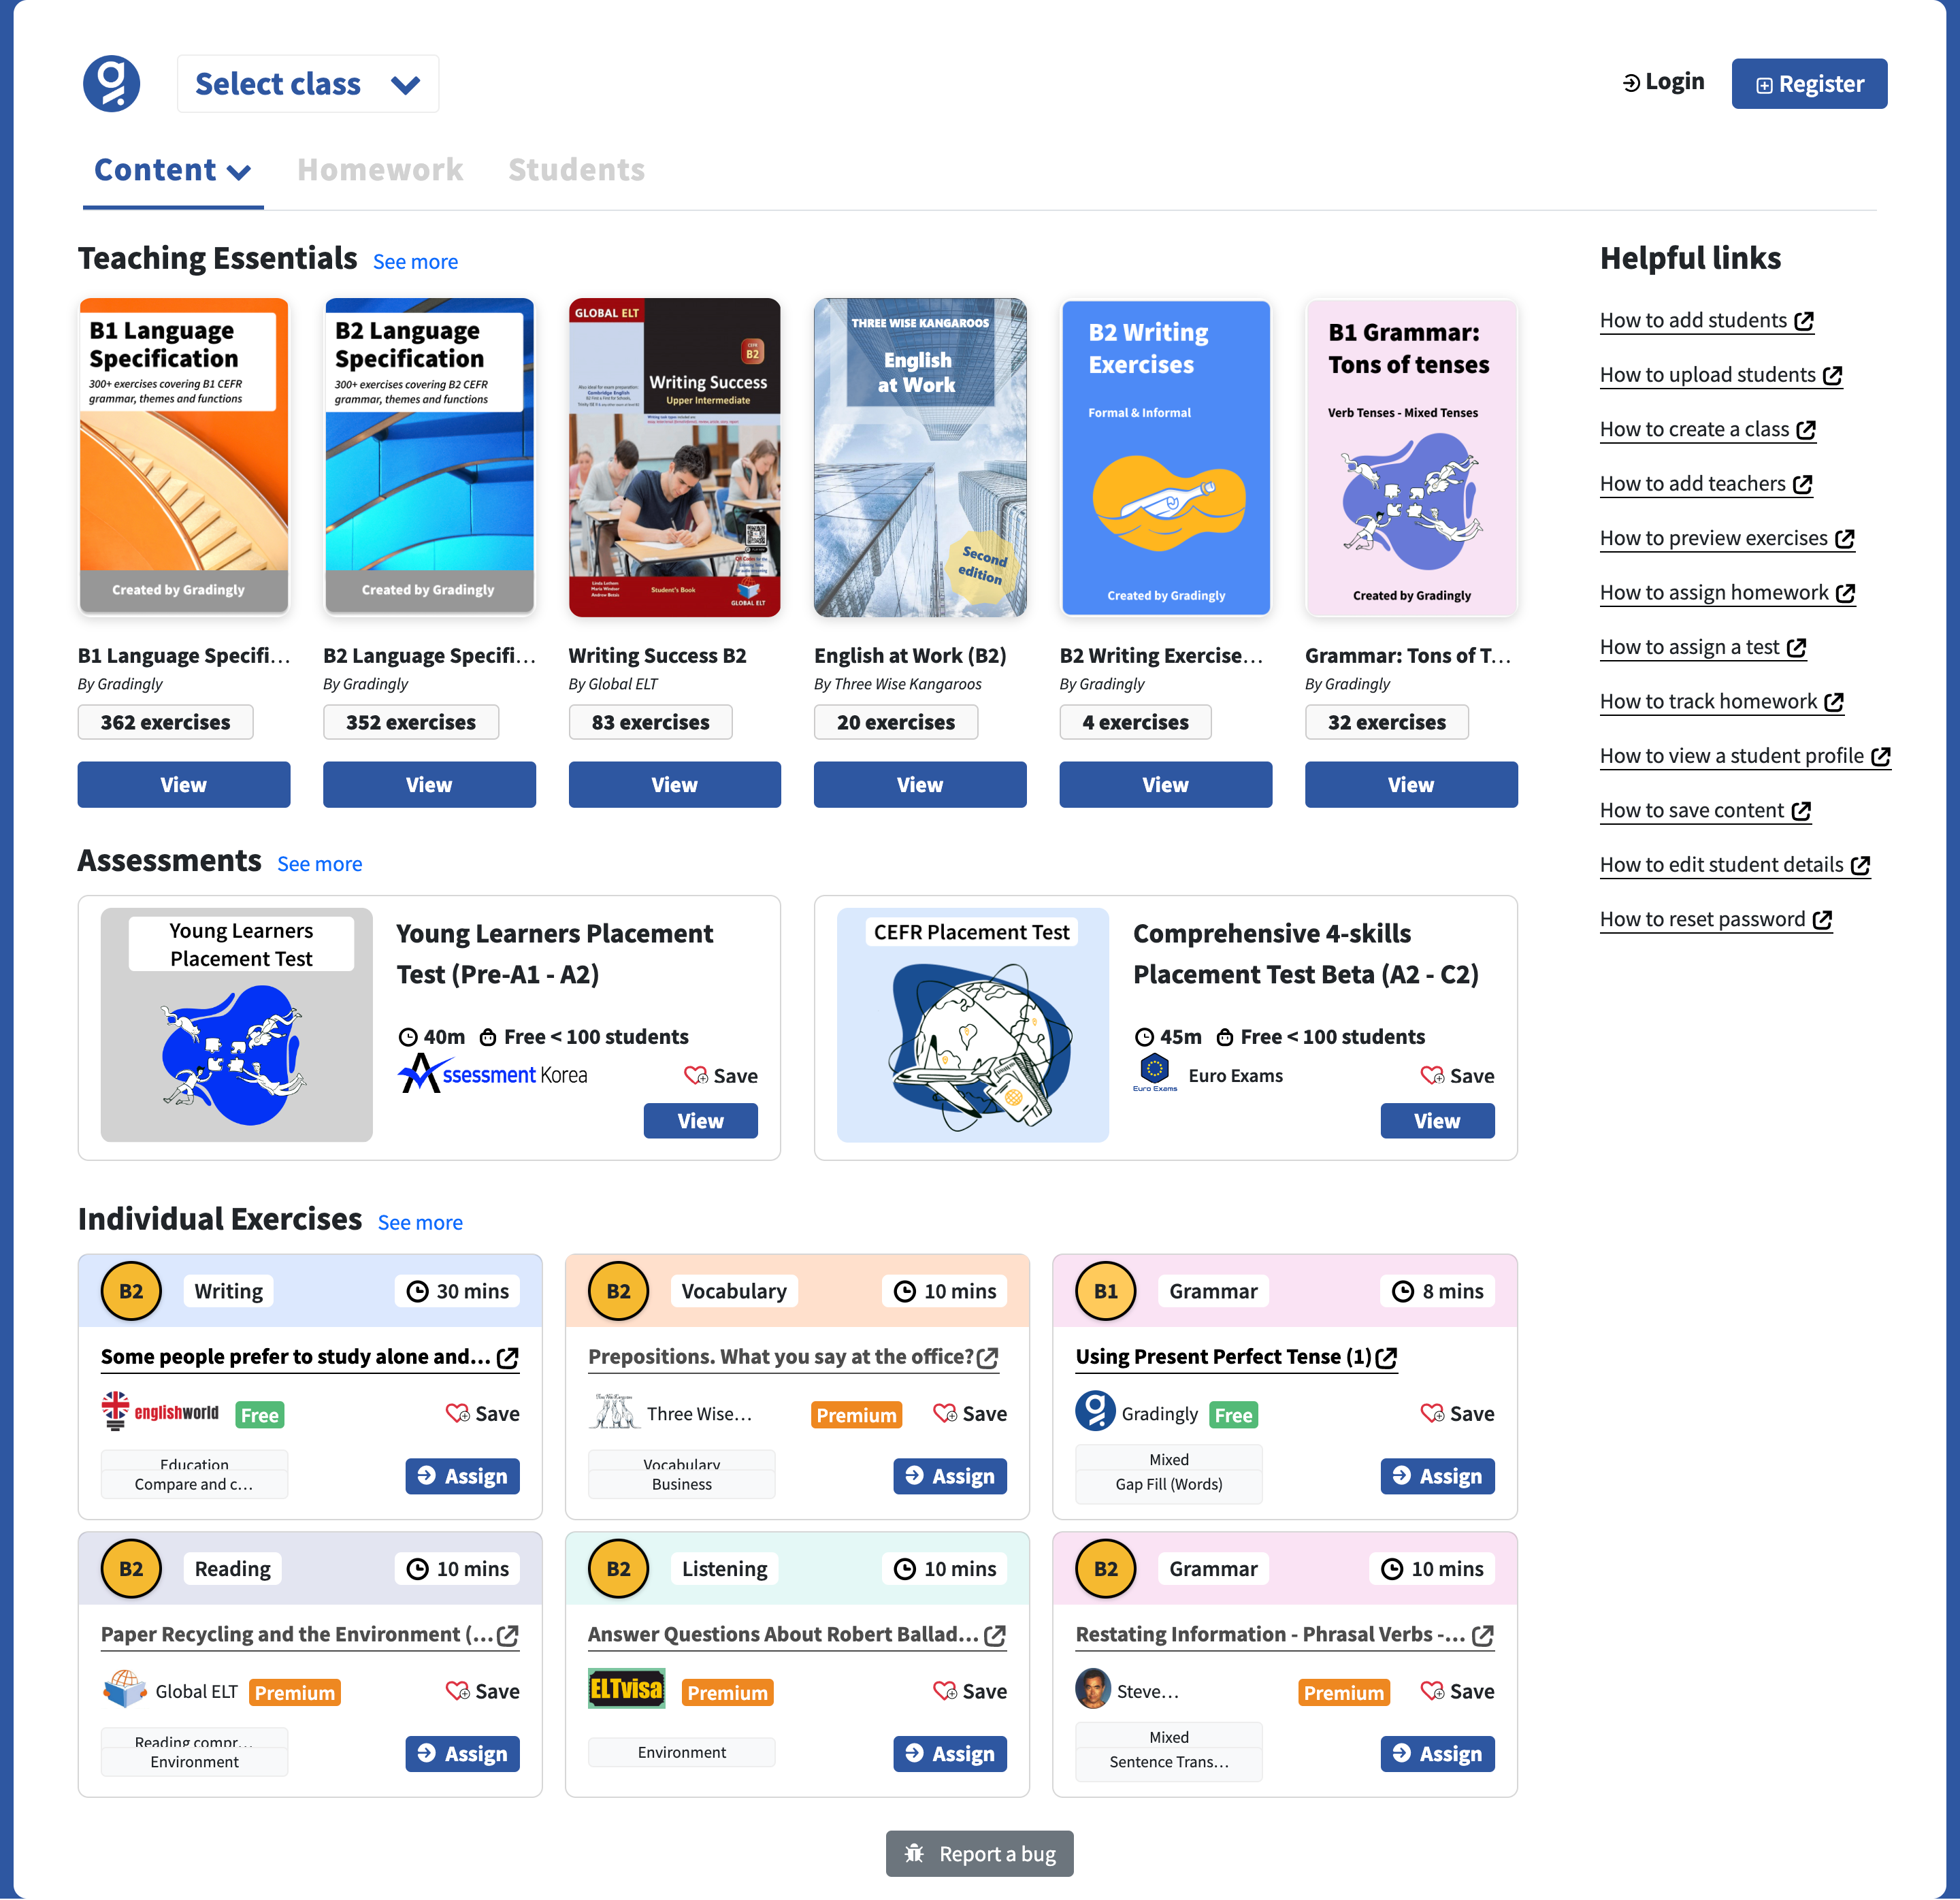 Select class
Login
Register
Content
Homework
Students
Teaching Essentials
See more
Helpful links
B1 Language
Specification
300+ exercises covering B1 CEFR
grammar, themes and functions
Created by Gradingly
B2 Language
Specification
300+ exercises covering B2 CEFR
grammar, themes and functions
Created by Gradingly
GLOBAL ELT
CEFR
B2
Writing Success
Upper Intermediate
Student's Book
GLOBAL ELT
THREE WISE KANGAROOS
English
at Work
Second
edition
B2 Writing
Exercises
Formal & Informal
Created by Gradingly
B1 Grammar:
Tons of tenses
Verb Tenses - Mixed Tenses
Created by Gradingly
B1 Language Specifi...
By Gradingly
362 exercises
View
B2 Language Specifi...
By Gradingly
352 exercises
View
Writing Success B2
By Global ELT
83 exercises
View
English at Work (B2)
By Three Wise Kangaroos
20 exercises
View
B2 Writing Exercise...
By Gradingly
4 exercises
View
Grammar: Tons of T...
By Gradingly
32 exercises
View
How to add students
How to upload students
How to create a class
How to add teachers
How to preview exercises
How to assign homework
How to assign a test
How to track homework
How to view a student profile
How to save content
How to edit student details
How to reset password
Assessments
See more
Young Learners
Placement Test
Young Learners Placement
Test (Pre-A1 - A2)
40m
Free < 100 students
Assessment Korea
Save
View
CEFR Placement Test
Comprehensive 4-skills
Placement Test Beta (A2 - C2)
45m
Free < 100 students
Euro Exams
Euro Exams
Save
View
Individual Exercises
See more
B2
Writing
30 mins
Some people prefer to study alone and...
englishworld
Free
Save
Education
Compare and c...
Assign
B2
Vocabulary
10 mins
Prepositions. What you say at the office?
Three Wise...
Premium
Save
Vocabulary
Business
Assign
B1
Grammar
8 mins
Using Present Perfect Tense (1)
Gradingly
Free
Save
Mixed
Gap Fill (Words)
Assign
B2
Reading
10 mins
Paper Recycling and the Environment (...
Global ELT
Premium
Save
Reading compr...
Environment
Assign
B2
Listening
10 mins
Answer Questions About Robert Ballad...
ELTvisa
Premium
Save
Environment
Assign
B2
Grammar
10 mins
Restating Information - Phrasal Verbs -...
Steve...
Premium
Save
Mixed
Sentence Trans...
Assign
Report a bug